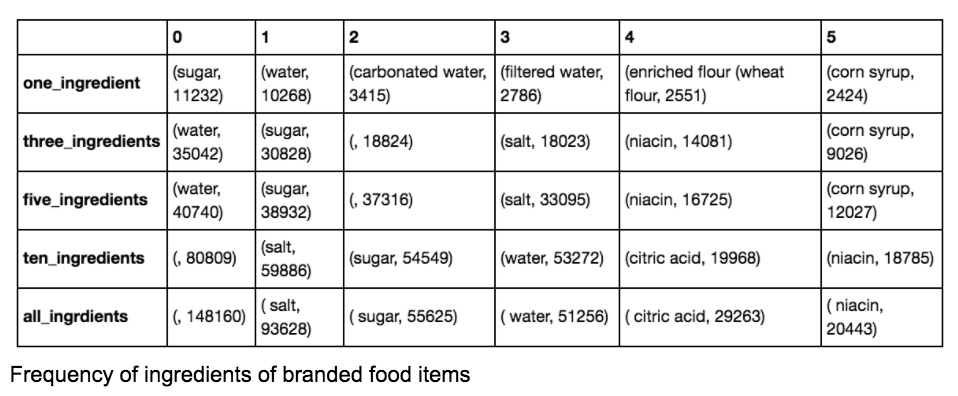 0 1 2 3 4 5
one_ingredient (sugar, 11232) (water, 10268) (carbonated water, 3415) (filtered water, 2786) (enriched flour (wheat flour, 2551) (corn syrup, 2424)
three_ingredients (water, 35042) (sugar, 30828) (, 18824) (salt, 18023) (niacin, 14081) (corn syrup, 9026)
five_ingredients (water, 40740) (sugar, 38932) (, 37316) (salt, 33095) (niacin, 16725) (corn syrup, 12027)
ten_ingredients (, 80809) (salt, 59886) (sugar, 54549) (water, 53272) (citric acid, 19968) (niacin, 18785)
all_ingrdients (, 148160) ( salt, 93628) ( sugar, 55625) ( water, 51256) ( citric acid, 29263) ( niacin, 20443)
Frequency of ingredients of branded food items